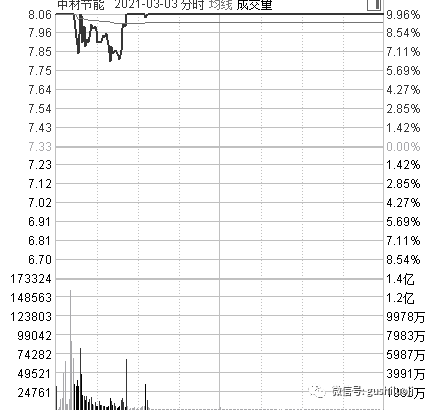 中材节能 2021-03-03 分时 均线 成交量
8.06 9.96%
7.96 8.54%
7.85 7.11%
7.75 5.69%
7.64 4.27%
7.54 2.85%
7.43 1.42%
7.33 0.00%
7.23 1.42%
7.12 2.85%
7.02 4.27%
6.91 5.69%
6.81 7.11%
6.70 8.54%
173324 1.4亿
148563 1.2亿
123803 9978万
99042 7983万
74282 5987万
49521 3991万
24761
微信号: